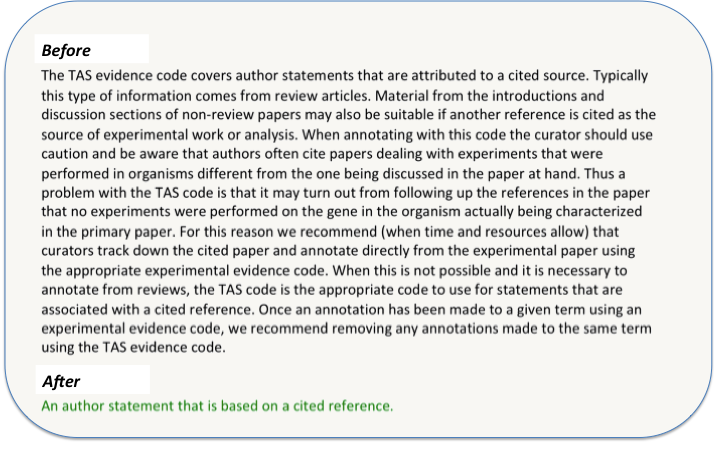 Before
The TAS evidence code covers author statements that are attributed to a cited source. Typically
this type of information comes from review articles. Material from the introductions and
discussion sections of non-review papers may also be suitable if another reference is cited as the
source of experimental work or analysis. When annotating with this code the curator should use
caution and be aware that authors often cite papers dealing with experiments that were
performed in organisms different from the one being discussed in the paper at hand. Thus a
problem with the TAS code is that it may turn out from following up the references in the paper
that no experiments were performed on the gene in the organism actually being characterized
in the primary paper. For this reason we recommend (when time and resources allow) that
curators track down the cited paper and annotate directly from the experimental paper using
the appropriate experimental evidence code. When this is not possible and it is necessary to
annotate from reviews, the TAS code is the appropriate code to use for statements that are
associated with a cited reference. Once an annotation has been made to a given term using an
experimental evidence code, we recommend removing any annotations made to the same term
using the TAS evidence code.
After
An author statement that is based on a cited reference.